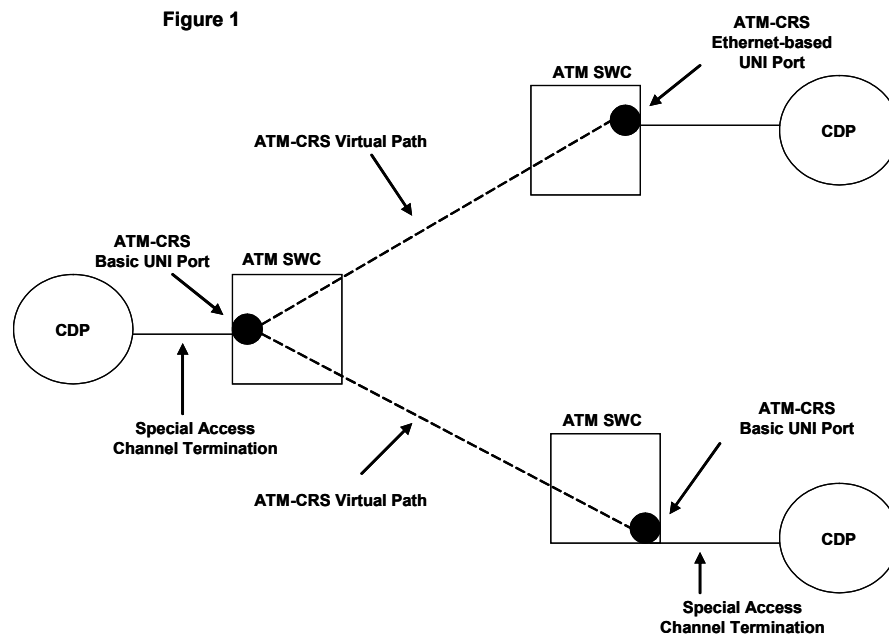 Figure 1
ATM-CRS
Ethernet-based
UNI Port
ATM SWC
CDP
ATM-CRS Virtual Path
ATM-CRS
Basic UNI Port
ATM SWC
CDP
Special Access
Channel Termination
ATM-CRS Virtual Path
ATM SWC
ATM-CRS
Basic UNI Port
CDP
Special Access
Channel Termination